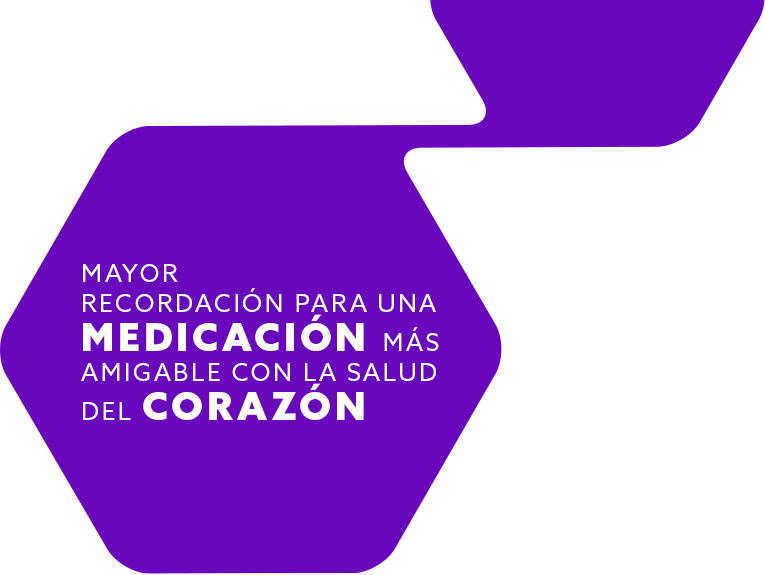 MAYOR
RECORDACIÓN PARA UNA
MEDICACIÓN MÁS
AMIGABLE CON LA SALUD
DEL CORAZÓN